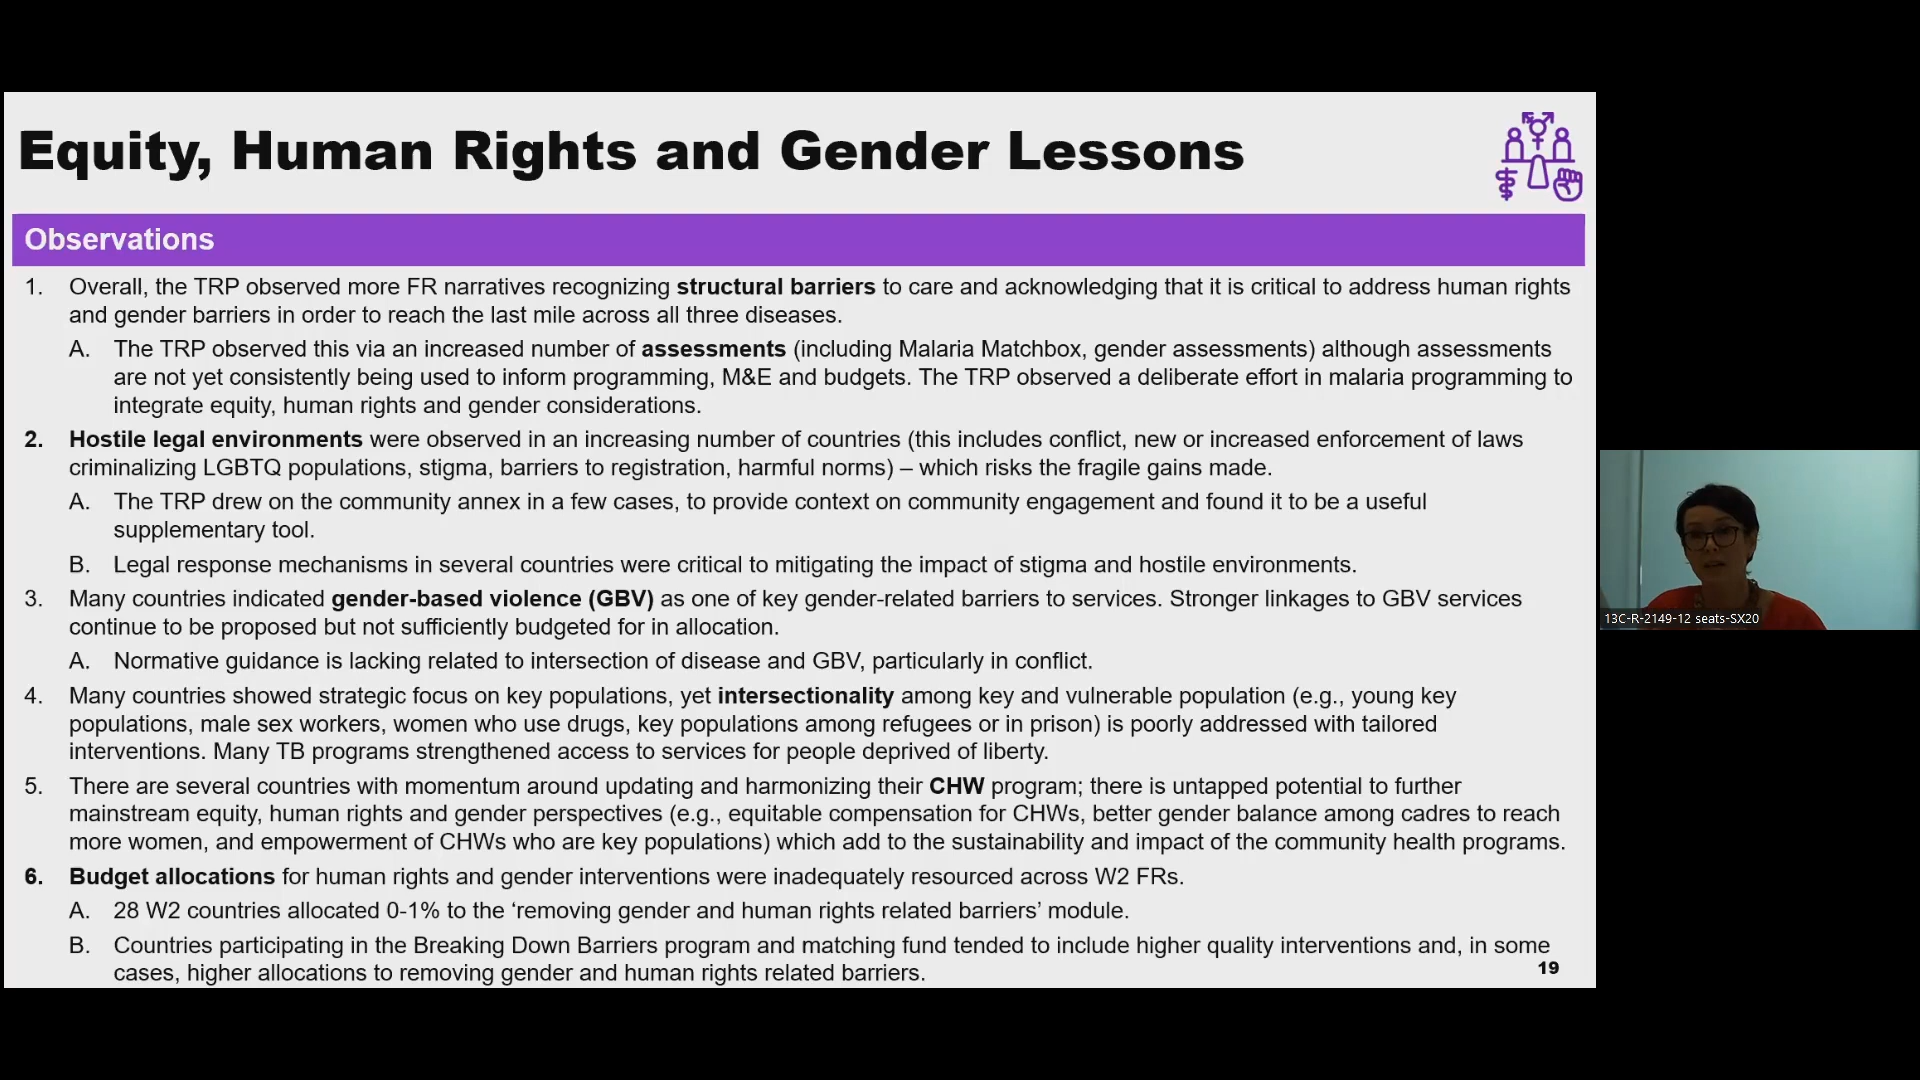 Equity, Human Rights and Gender Lessons
Observations
1. Overall, the TRP observed more FR narratives recognizing structural barriers to care and acknowledging that it is critical to address human rights
and gender barriers in order to reach the last mile across all three diseases.
A. The TRP observed this via an increased number of assessments (including Malaria Matchbox, gender assessments) although assessments
are not yet consistently being used to inform programming, M&E and budgets. The TRP observed a deliberate effort in malaria programming to
integrate equity, human rights and gender considerations.
2. Hostile legal environments were observed in an increasing number of countries (this includes conflict, new or increased enforcement of laws
criminalizing LGBTQ populations, stigma, barriers to registration, harmful norms) – which risks the fragile gains made.
A. The TRP drew on the community annex in a few cases, to provide context on community engagement and found it to be a useful
supplementary tool.
B. Legal response mechanisms in several countries were critical to mitigating the impact of stigma and hostile environments.
3. Many countries indicated gender-based violence (GBV) as one of key gender-related barriers to services. Stronger linkages to GBV services
continue to be proposed but not sufficiently budgeted for in allocation.
A. Normative guidance is lacking related to intersection of disease and GBV, particularly in conflict.
4. Many countries showed strategic focus on key populations, yet intersectionality among key and vulnerable population (e.g., young key
populations, male sex workers, women who use drugs, key populations among refugees or in prison) is poorly addressed with tailored
interventions. Many TB programs strengthened access to services for people deprived of liberty.
5. There are several countries with momentum around updating and harmonizing their CHW program; there is untapped potential to further
mainstream equity, human rights and gender perspectives (e.g., equitable compensation for CHWs, better gender balance among cadres to reach
more women, and empowerment of CHWs who are key populations) which add to the sustainability and impact of the community health programs.
6. Budget allocations for human rights and gender interventions were inadequately resourced across W2 FRs.
A. 28 W2 countries allocated 0-1% to the ‘removing gender and human rights related barriers’ module.
B. Countries participating in the Breaking Down Barriers program and matching fund tended to include higher quality interventions and, in some
cases, higher allocations to removing gender and human rights related barriers.
19
13C-R-2149-12 seats-SX20